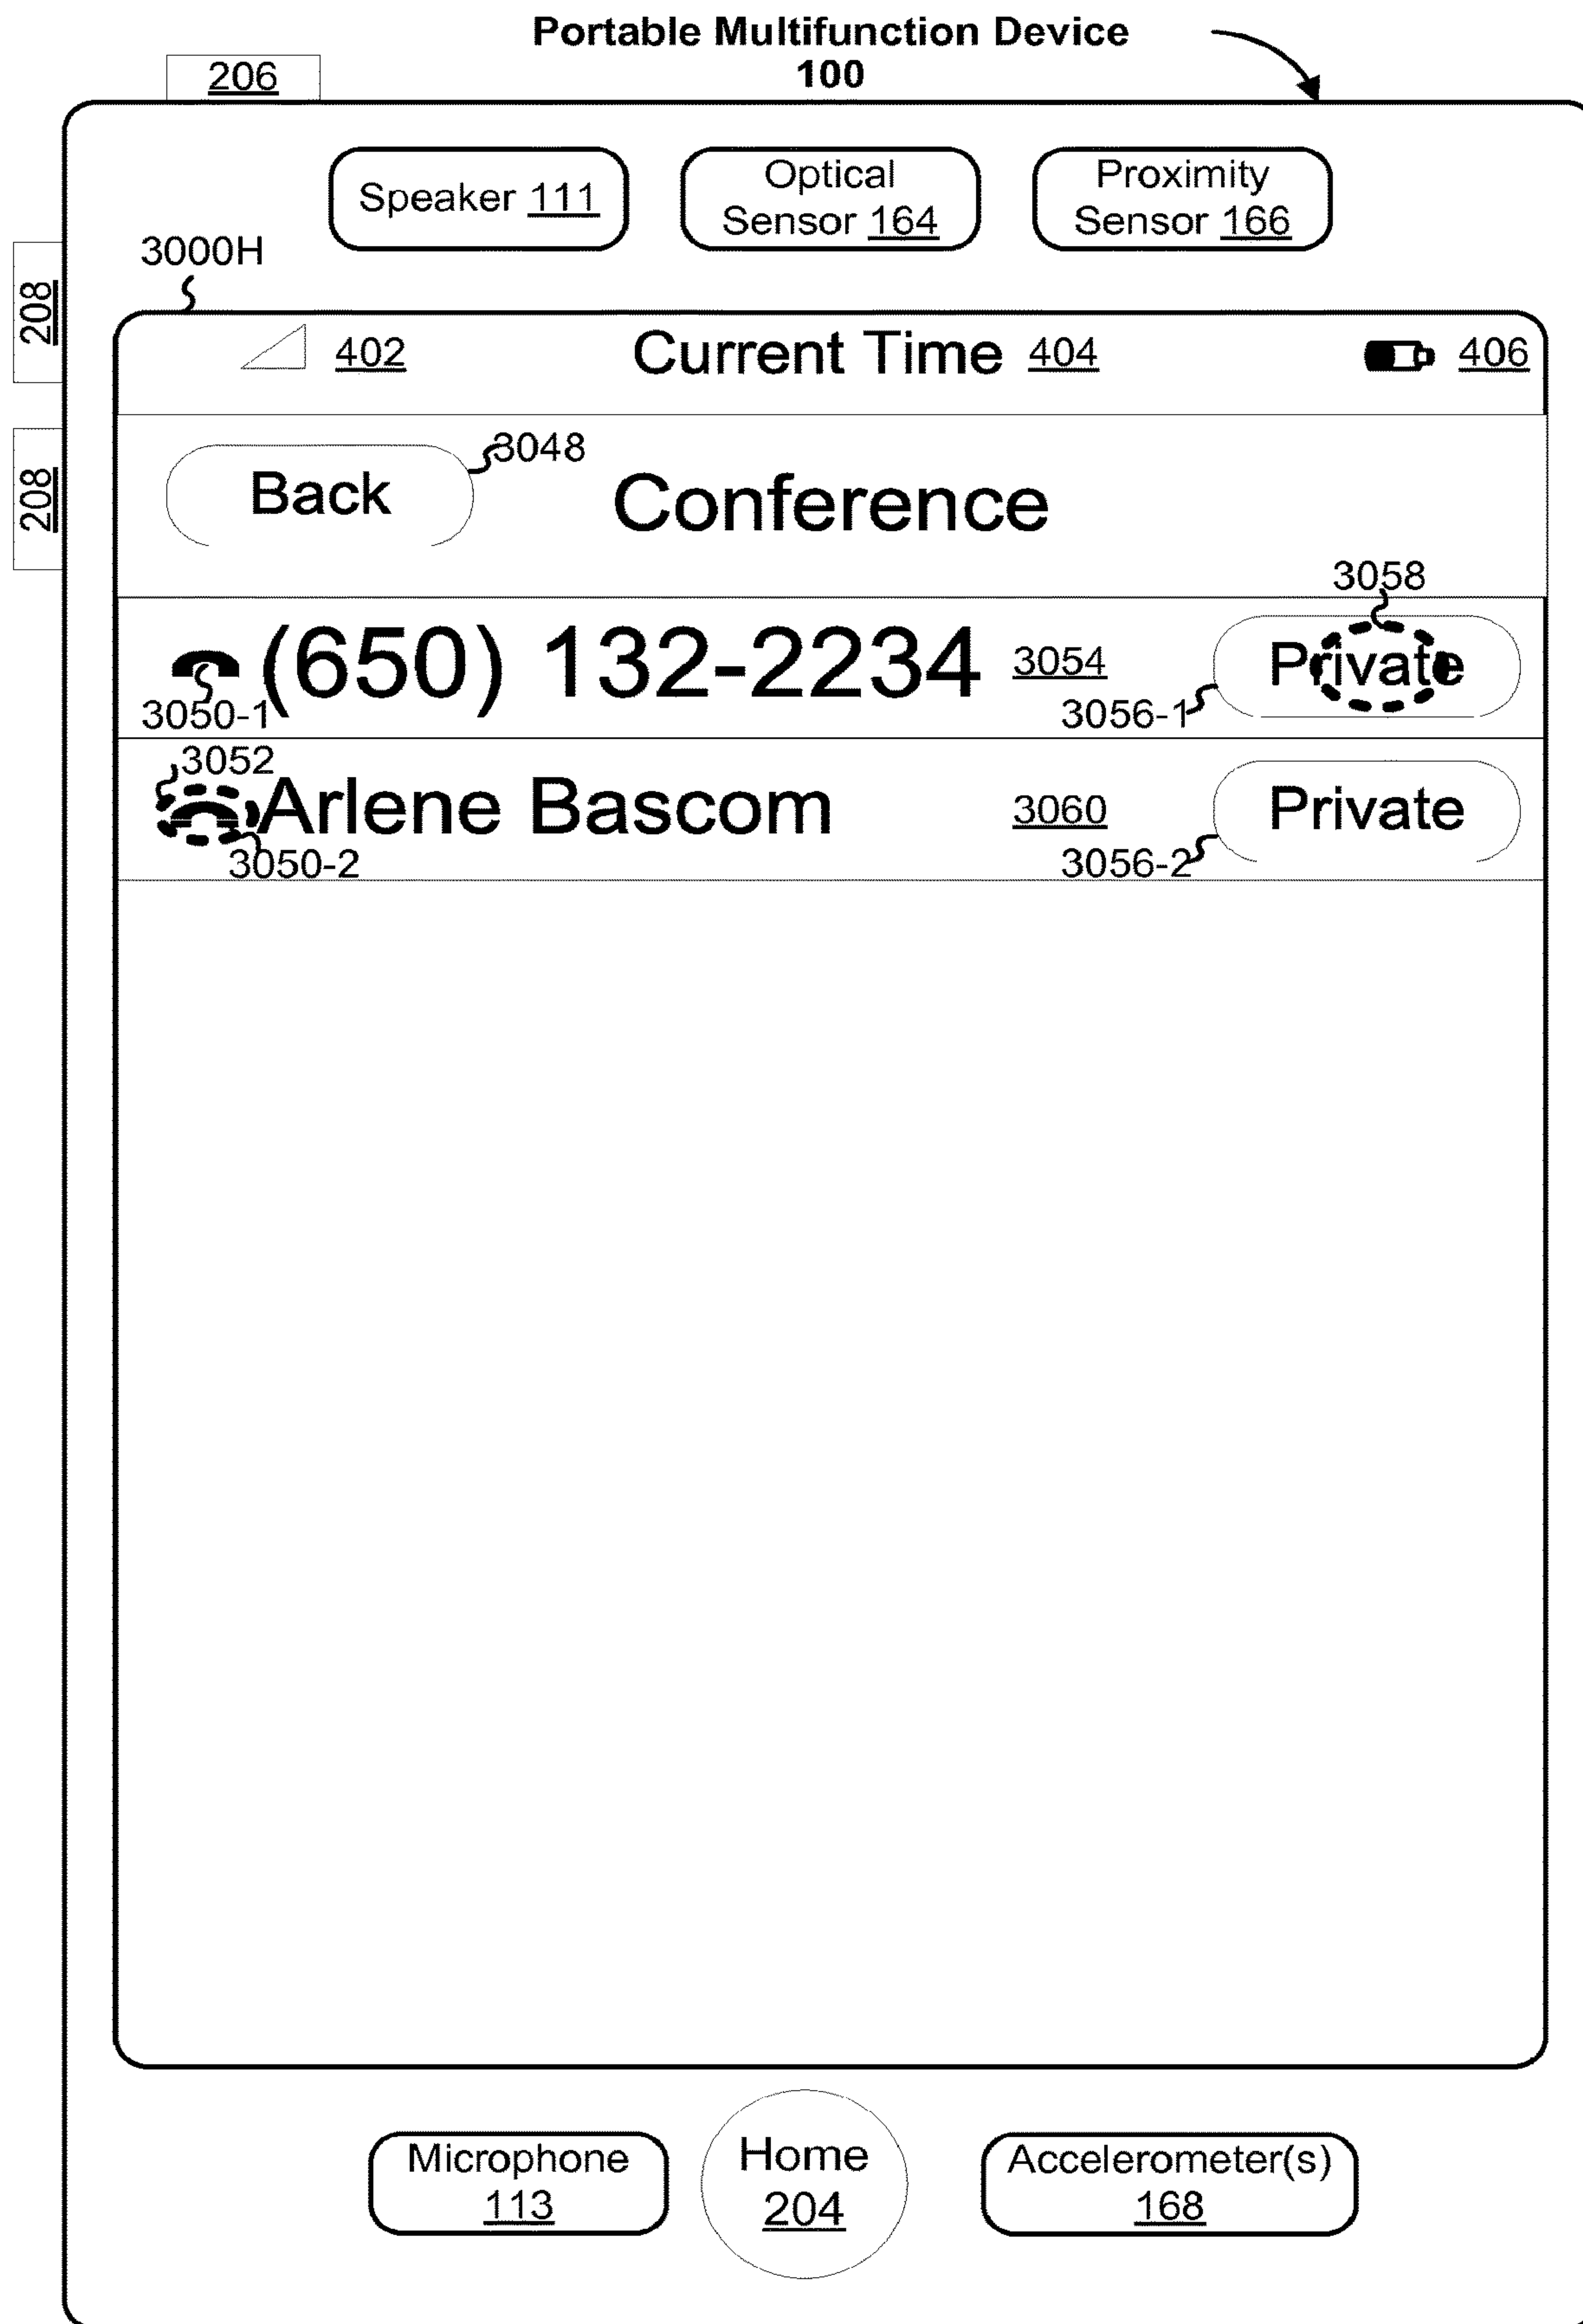 Portable Multifunction Device
100
206
Speaker 111
Optical
Sensor 164
Proximity
Sensor 166
3000H
208
402
Current Time 404
406
208
Back
3048
Conference
3058
(650) 132-2234
3054
Private
3050-1
3056-1
3052
Arlene Bascom
3060
Private
3050-2
3056-2
Microphone
113
Home
204
Accelerometer(s)
168